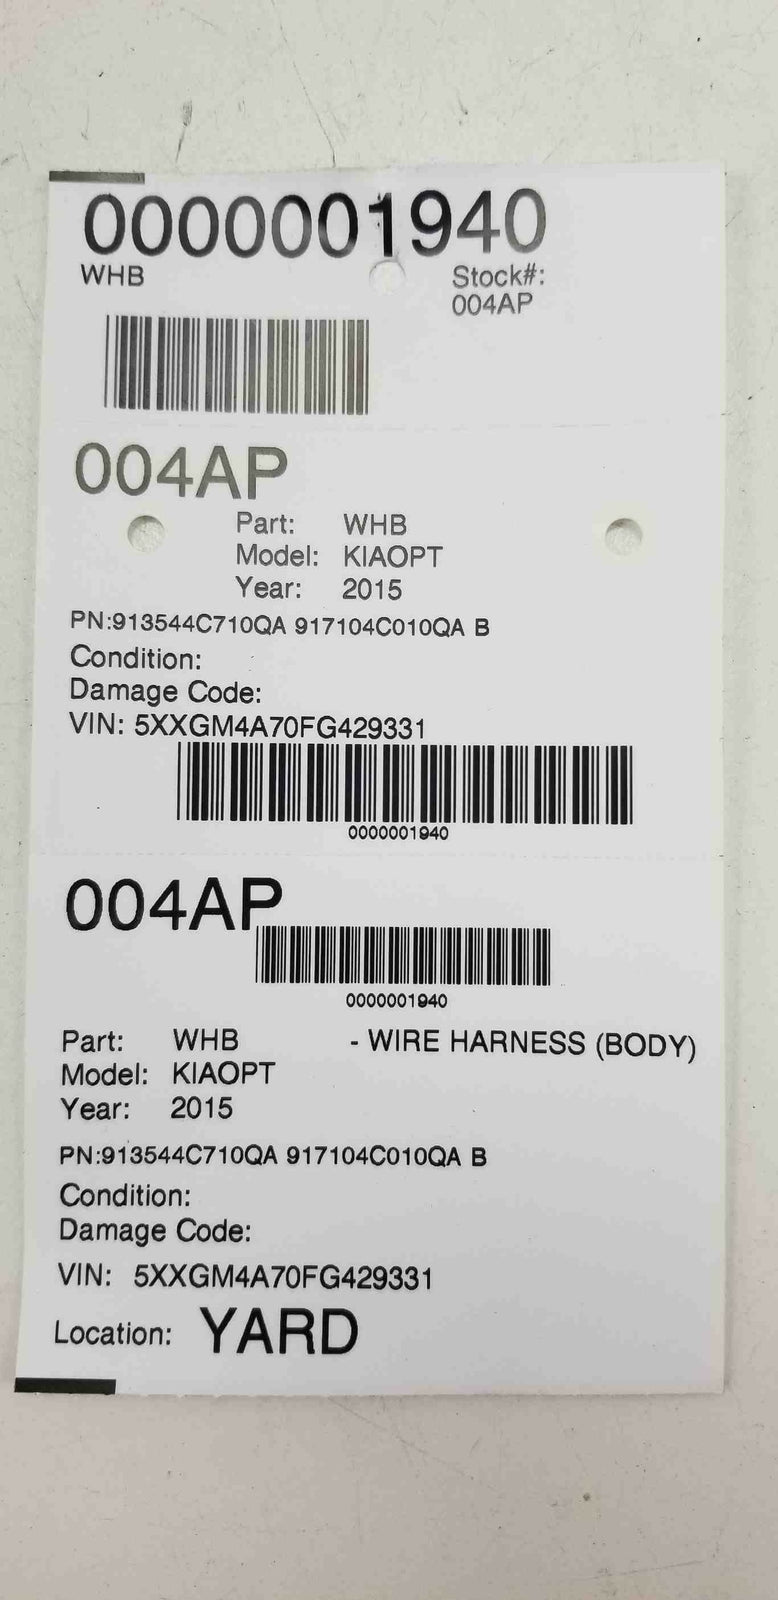 0000001940
WHB
Stock#:
004AP
004AP
Part: WHB
Model: KIAOPT
Year: 2015
PN:913544C710QA 917104C010QA B
Condition:
Damage Code:
VIN: 5XXGM4A70FG429331
0000001940
004AP
0000001940
Part: WHB - WIRE HARNESS (BODY)
Model: KIAOPT
Year: 2015
PN:913544C710QA 917104C010QA B
Condition:
Damage Code:
VIN: 5XXGM4A70FG429331
Location: YARD